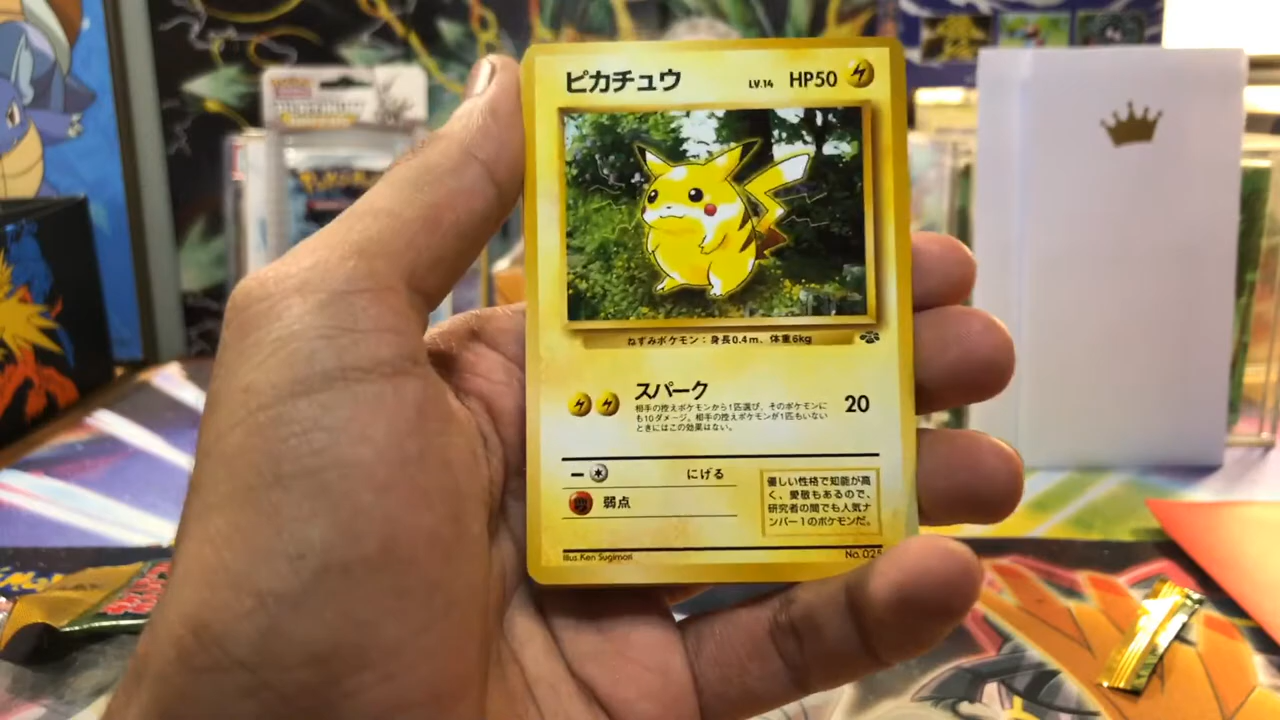 ピカチュウ LV.14 HP50
ねずみポケモン：身長0.4m、体重6kg
スパーク 20
相手の控えポケモンから1匹選び、そのポケモンに
も10ダメージ。相手の控えポケモンが1匹もいない
ときにはこの効果はない。
にげる
弱点
優しい性格で知能が高
く、愛敬もあるので、
研究者の間でも人気ナ
ンバー1のポケモンだ。
Illus.Ken Sugimori No.025